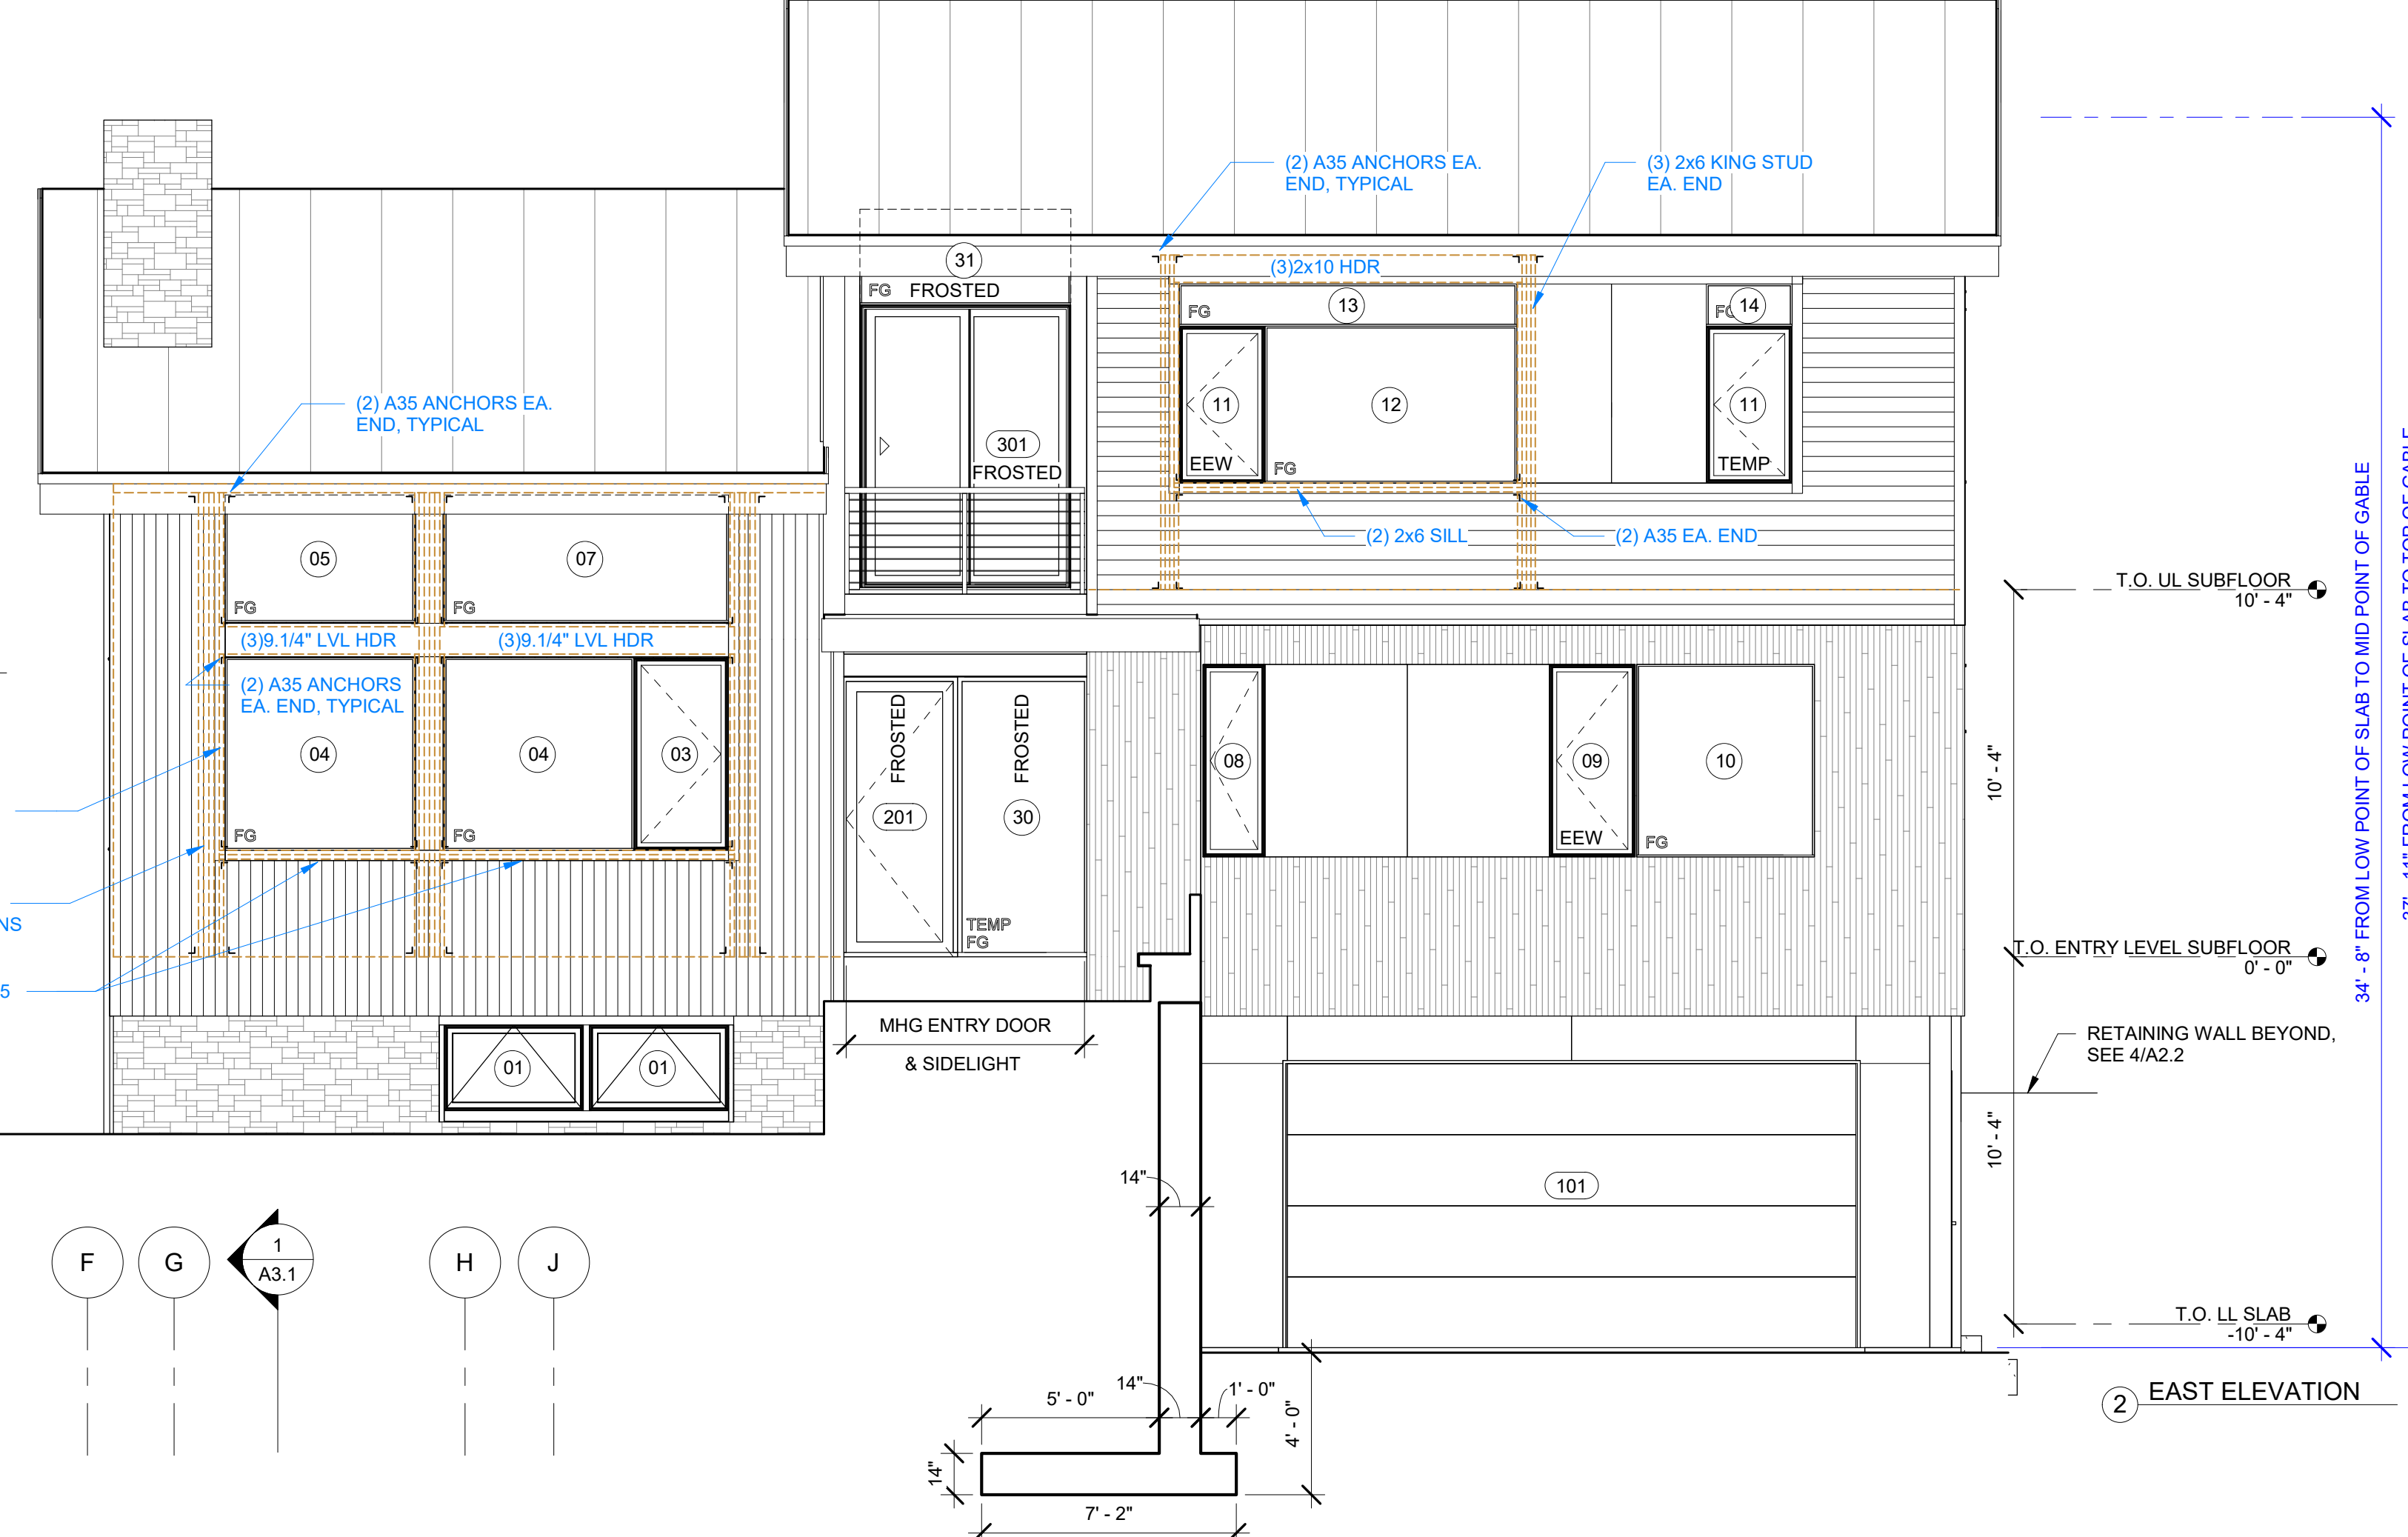 (2) A35 ANCHORS EA.
END, TYPICAL
(3) 2x6 KING STUD
EA. END
31
FG FROSTED
(3)2x10 HDR
FG
13
14
11
EEW
12
FG
11
TEMP
301
FROSTED
(2) 2x6 SILL
(2) A35 EA. END
(2) A35 ANCHORS EA.
END, TYPICAL
05
FG
07
FG
(3)9.1/4" LVL HDR
(3)9.1/4" LVL HDR
(2) A35 ANCHORS
EA. END, TYPICAL
04
FG
04
FG
03
NS
5
FROSTED
201
FROSTED
30
TEMP
FG
08
09
EEW
10
FG
T.O. UL SUBFLOOR
10' - 4"
10' - 4"
T.O. ENTRY LEVEL SUBFLOOR
0' - 0"
10' - 4"
T.O. LL SLAB
-10' - 4"
34' - 8" FROM LOW POINT OF SLAB TO MID POINT OF GABLE
RETAINING WALL BEYOND,
SEE 4/A2.2
MHG ENTRY DOOR
& SIDELIGHT
01
01
101
F
G
1
A3.1
H
J
14"
14"
5' - 0"
1' - 0"
4' - 0"
14"
7' - 2"
2
EAST ELEVATION